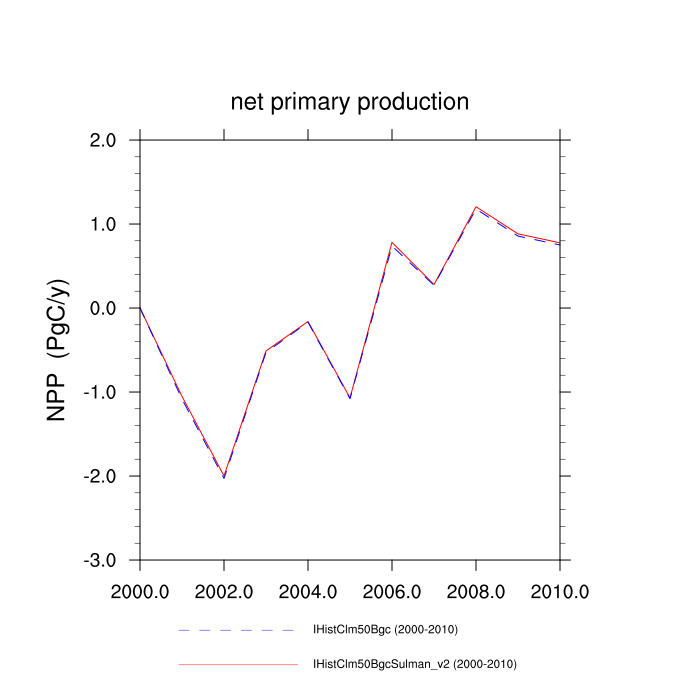 net primary production
2.0
1.0
0.0
-1.0
-2.0
-3.0
NPP (PgC/y)
2000.0 2002.0 2004.0 2006.0 2008.0 2010.0
IHistClm50Bgc (2000-2010)
IHistClm50BgcSulman_v2 (2000-2010)